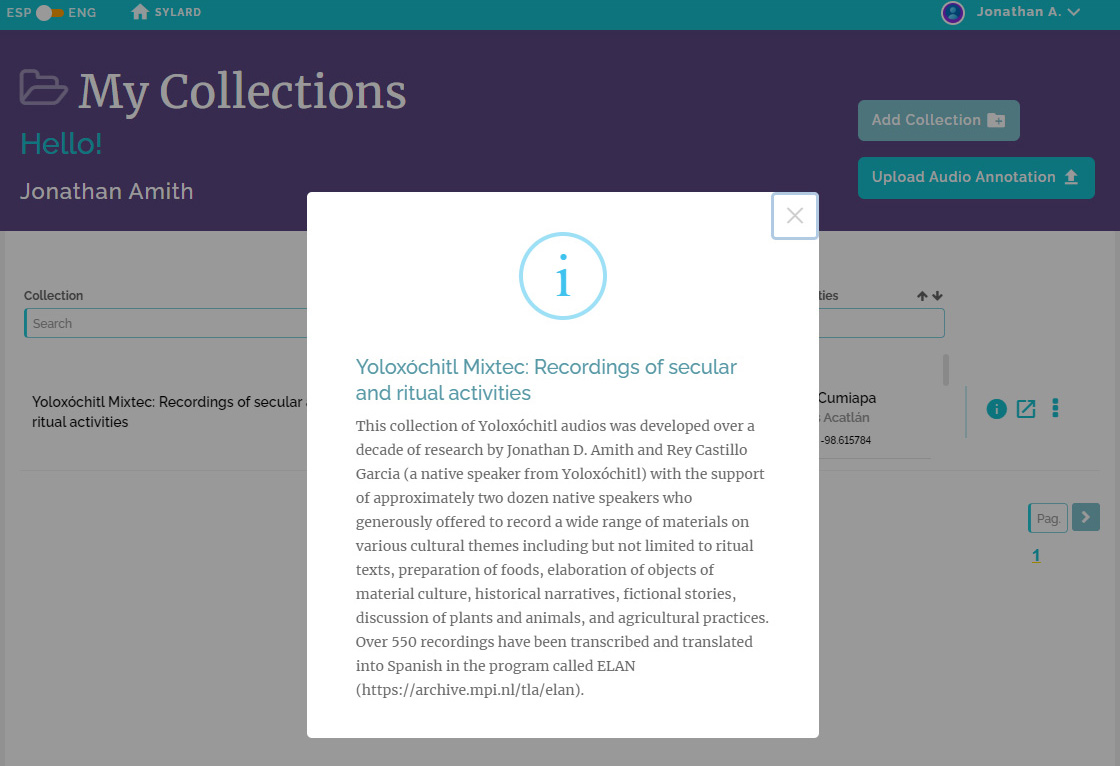 ESP ENG SYLARD Jonathan A.
My Collections
Hello!
Jonathan Amith
Add Collection
Upload Audio Annotation
Collection
Search
Yoloxóchitl Mixtec: Recordings of secular
ritual activities
i
Yoloxóchitl Mixtec: Recordings of secular
and ritual activities
This collection of Yoloxóchitl audios was developed over a
decade of research by Jonathan D. Amith and Rey Castillo
Garcia (a native speaker from Yoloxóchitl) with the support
of approximately two dozen native speakers who
generously offered to record a wide range of materials on
various cultural themes including but not limited to ritual
texts, preparation of foods, elaboration of objects of
material culture, historical narratives, fictional stories,
discussion of plants and animals, and agricultural practices.
Over 550 recordings have been transcribed and translated
into Spanish in the program called ELAN
(https://archive.mpi.nl/tla/elan).
ties
Cumiapa
s Acatlán
-98.615784
Pag.
1